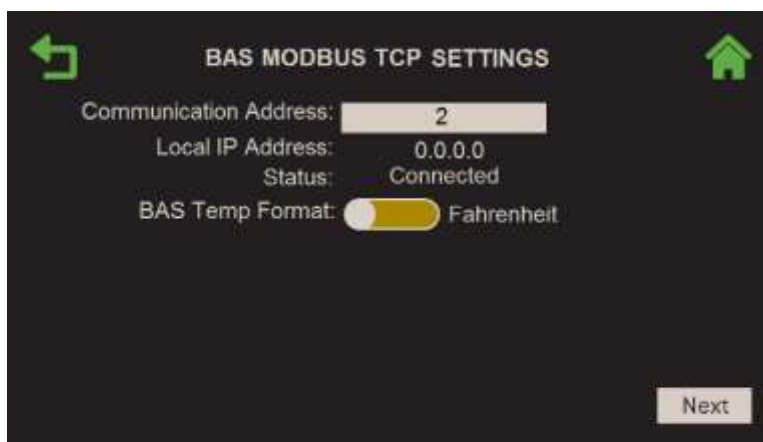 BAS MODBUS TCP SETTINGS
Communication Address: 2
Local IP Address: 0.0.0.0
Status: Connected
BAS Temp Format: Fahrenheit
Next